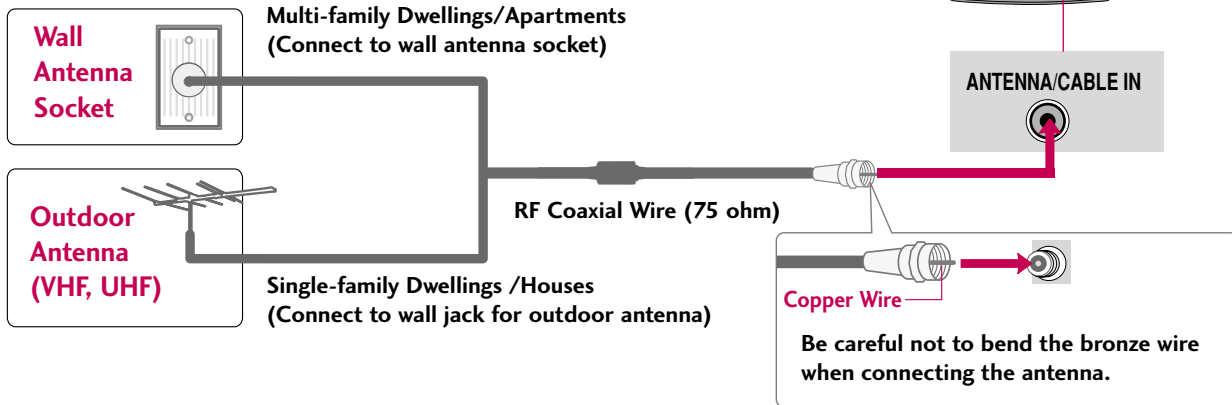 Wall
Antenna
Socket
Multi-family Dwellings/Apartments
(Connect to wall antenna socket)
ANTENNA/CABLE IN
Outdoor
Antenna
(VHF, UHF)
RF Coaxial Wire (75 ohm)
Single-family Dwellings /Houses
(Connect to wall jack for outdoor antenna)
Copper Wire
Be careful not to bend the bronze wire
when connecting the antenna.